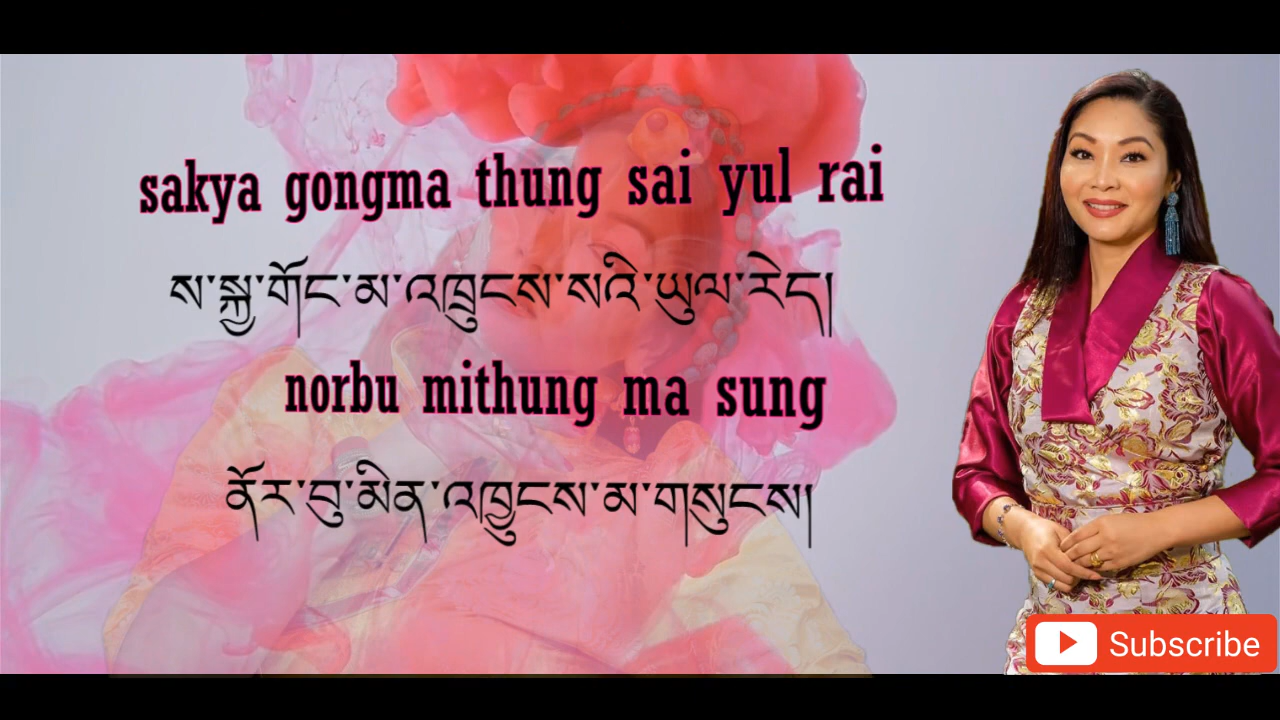 sakya gongma thung sai yul rai
ས་སྐྱ་གོང་མ་འཁྲུངས་སའི་ཡུལ་རེད།
norbu mithung ma sung
ནོར་བུ་མིན་འཁྱུངས་མ་གསུངས།
Subscribe